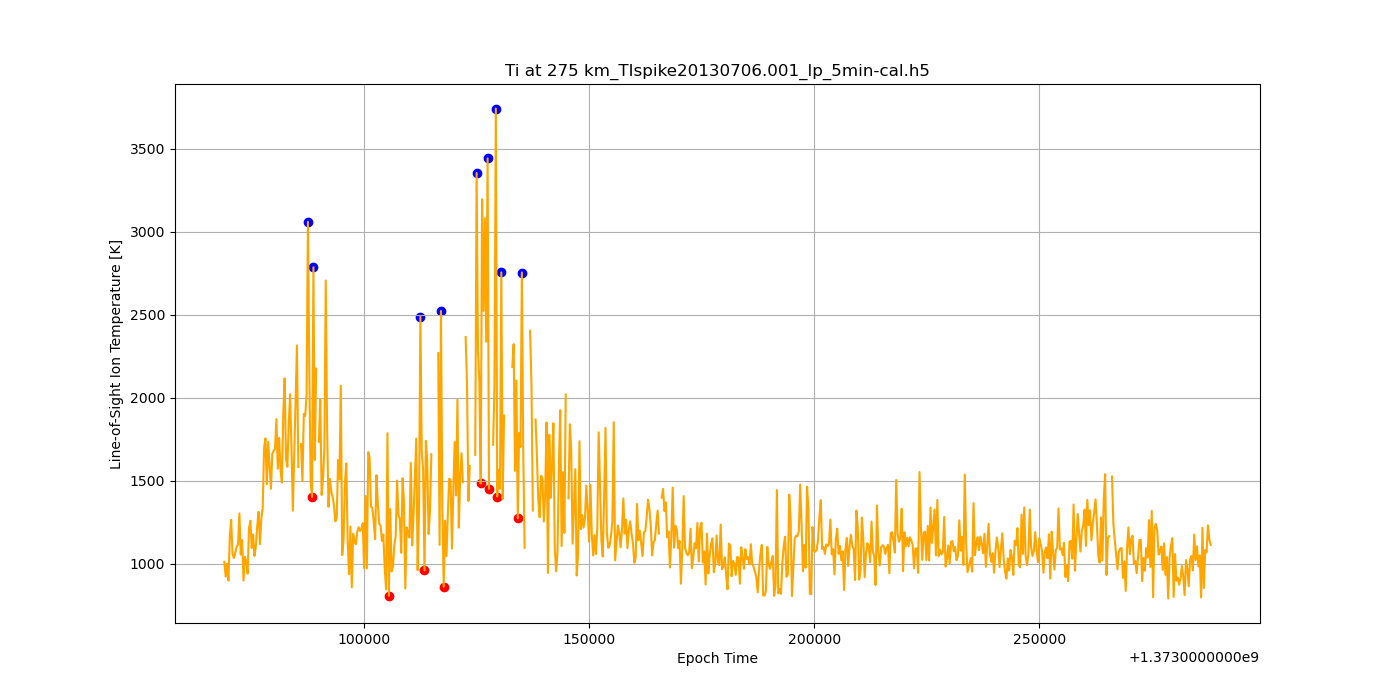 Ti at 275 km_TIspike20130706.001_lp_5min-cal.h5
Line-of-Sight Ion Temperature [K]
3500
3000
2500
2000
1500
1000
100000
150000
200000
250000
Epoch Time
+1.3730000000e9